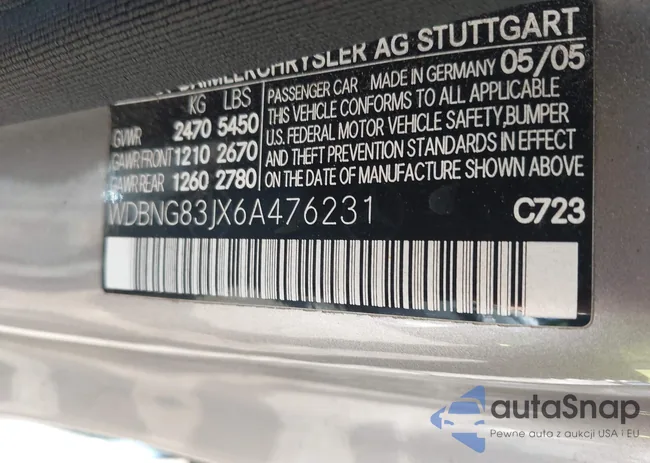 DAIMLERCHRYSLER AG STUTTGART
05/05
PASSENGER CAR MADE IN GERMANY
KG LBS
GVWR 2470 5450
GAWR FRONT 1210 2670
GAWR REAR 1260 2780
THIS VEHICLE CONFORMS TO ALL APPLICABLE
U.S. FEDERAL MOTOR VEHICLE SAFETY, BUMPER
AND THEFT PREVENTION STANDARDS IN EFFECT
ON THE DATE OF MANUFACTURE SHOWN ABOVE
WDBNG83JX6A476231
C723
autaSnap
Pewne auta z aukcji USA i EU